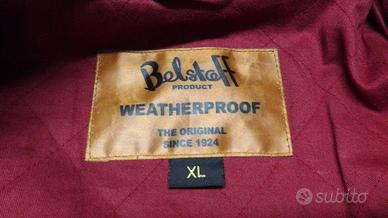 Belstaff
PRODUCT
WEATHERPROOF
THE ORIGINAL
SINCE 1924
XL
subito